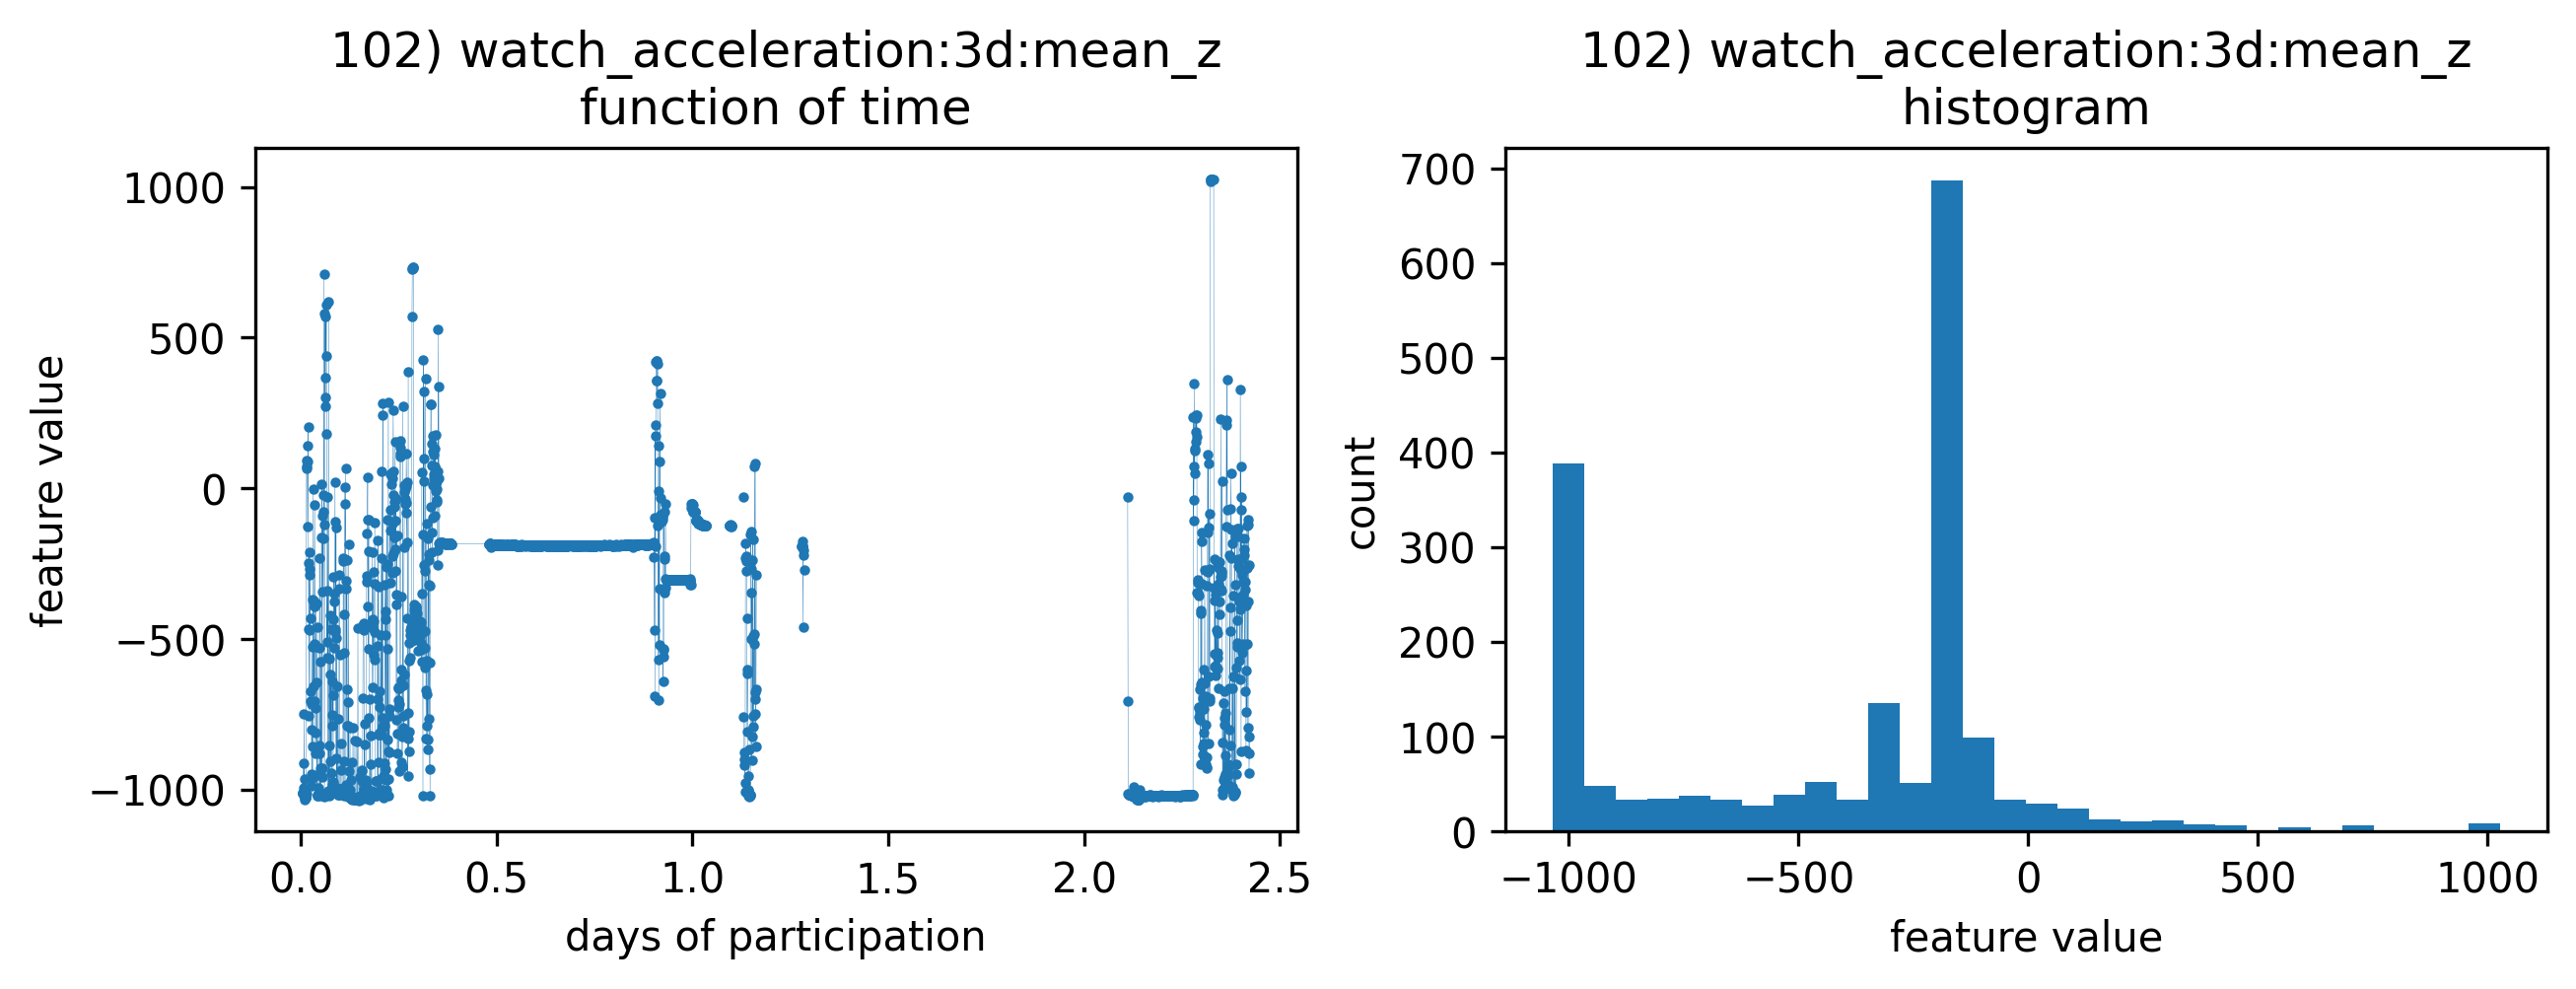 102) watch_acceleration:3d:mean_z
function of time
1000
500
0
−500
−1000
feature value
0.0 0.5 1.0 1.5 2.0 2.5
days of participation
102) watch_acceleration:3d:mean_z
histogram
700
600
500
400
300
200
100
0
count
−1000 −500 0 500 1000
feature value